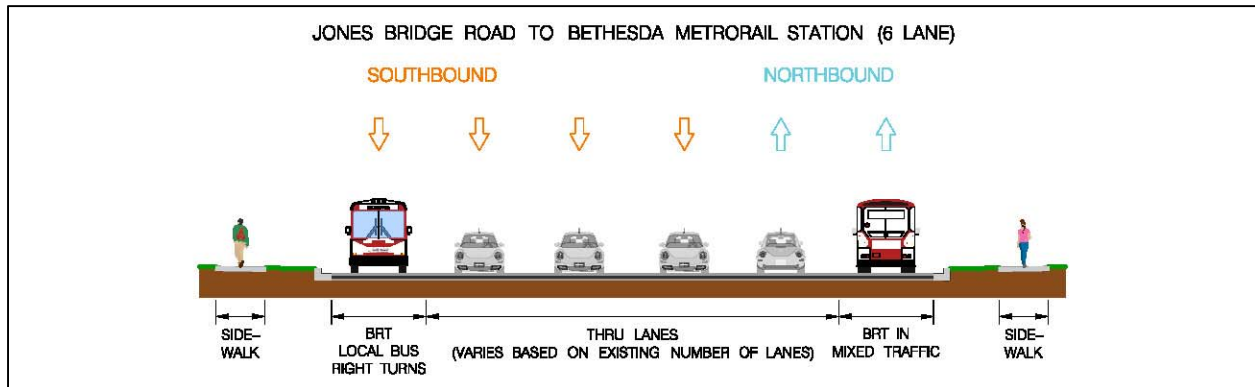 JONES BRIDGE ROAD TO BETHESDA METRORAIL STATION (6 LANE)
SOUTHBOUND
NORTHBOUND
SIDE-
WALK
BRT
LOCAL BUS
RIGHT TURNS
THRU LANES
(VARIES BASED ON EXISTING NUMBER OF LANES)
BRT IN
MIXED TRAFFIC
SIDE-
WALK